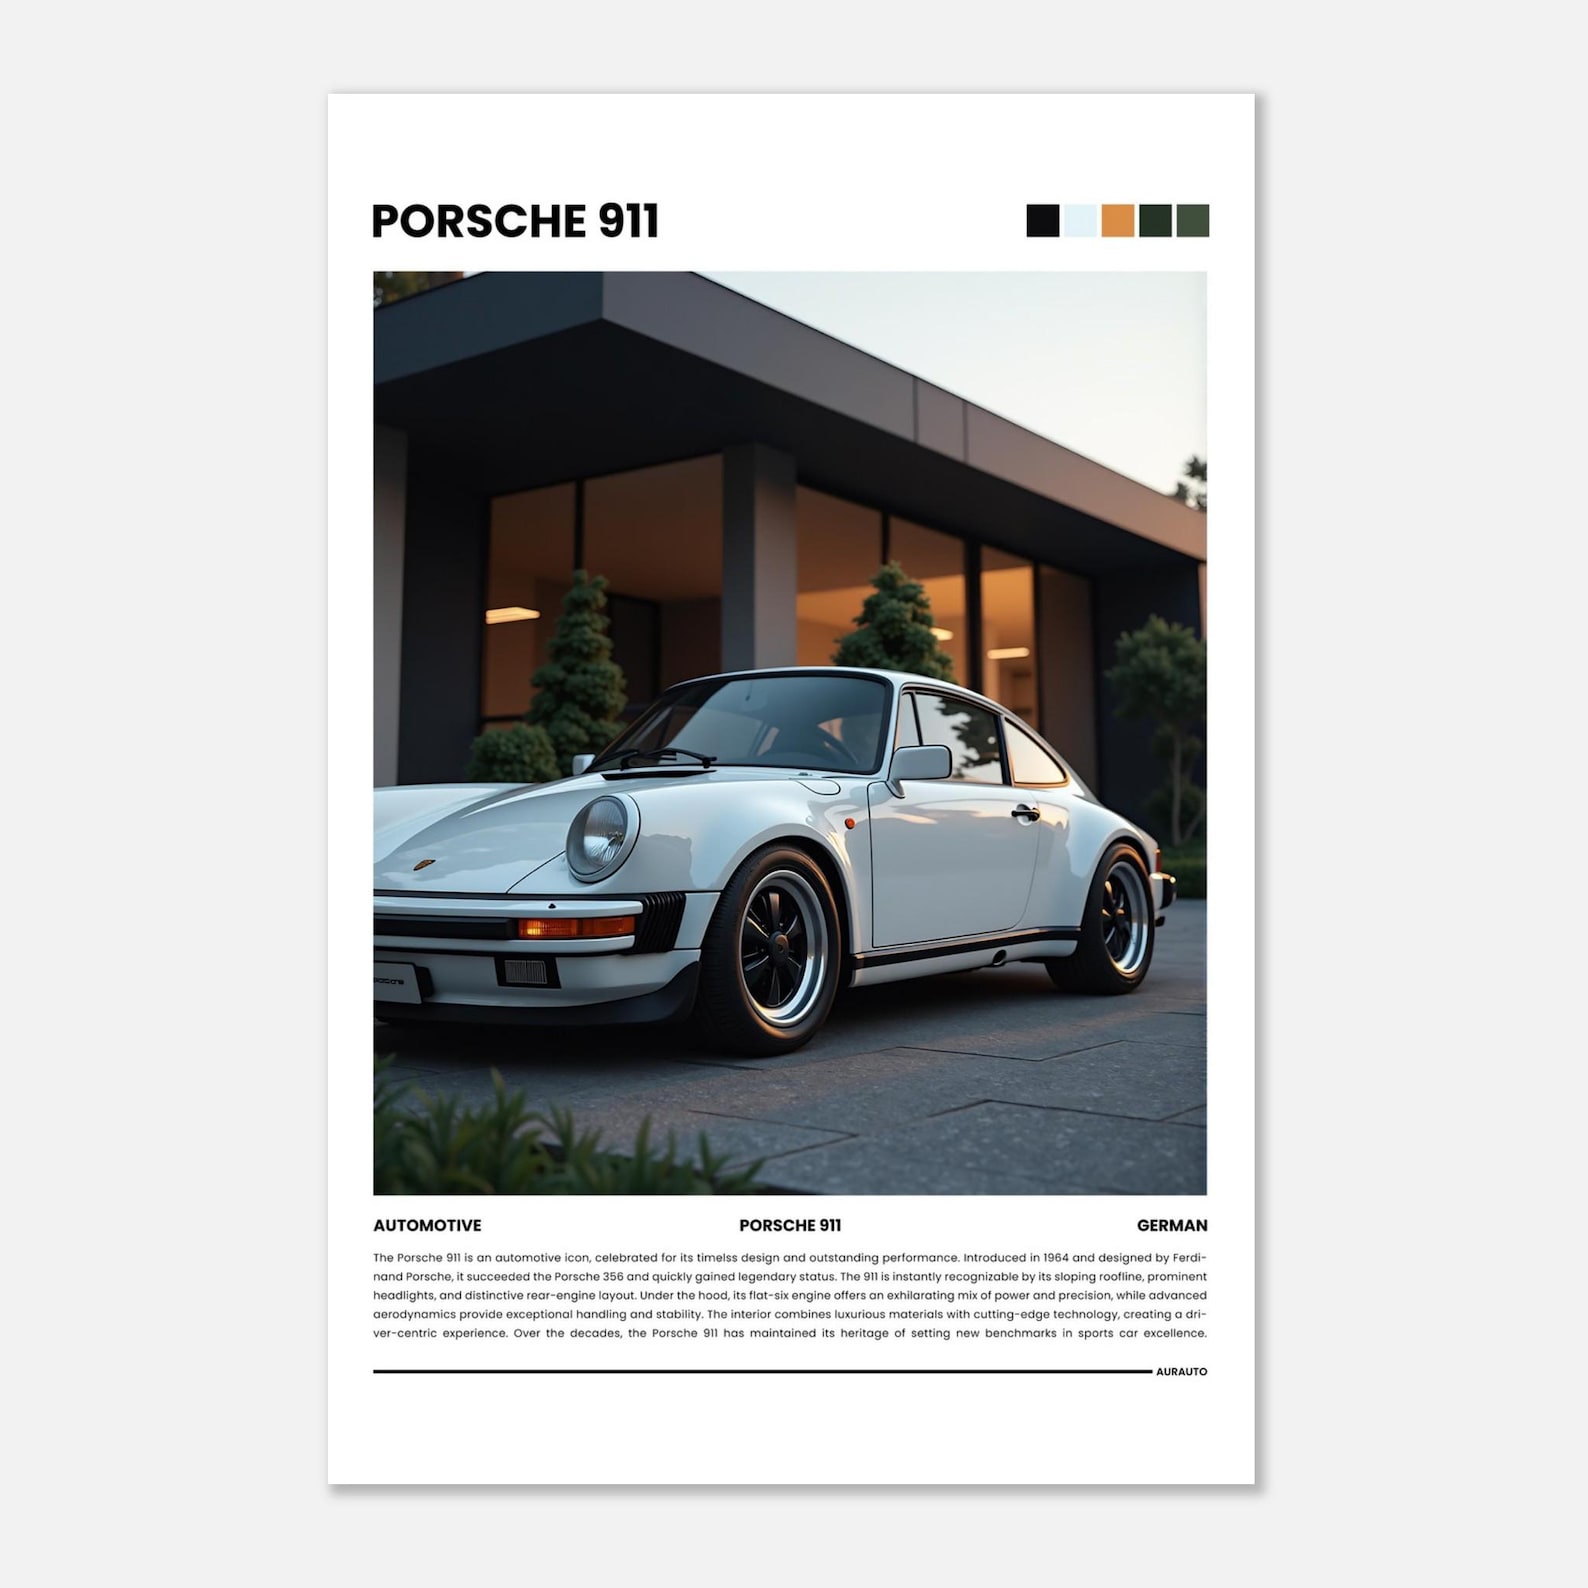 PORSCHE 911
AUTOMOTIVE
PORSCHE 911
GERMAN
The Porsche 911 is an automotive icon, celebrated for its timelss design and outstanding performance. Introduced in 1964 and designed by Ferdi-
nand Porsche, it succeeded the Porsche 356 and quickly gained legendary status. The 911 is instantly recognizable by its sloping roofline, prominent
headlights, and distinctive rear-engine layout. Under the hood, its flat-six engine offers an exhilarating mix of power and precision, while advanced
aerodynamics provide exceptional handling and stability. The interior combines luxurious materials with cutting-edge technology, creating a dri-
ver-centric experience. Over the decades, the Porsche 911 has maintained its heritage of setting new benchmarks in sports car excellence.
AURAUTO